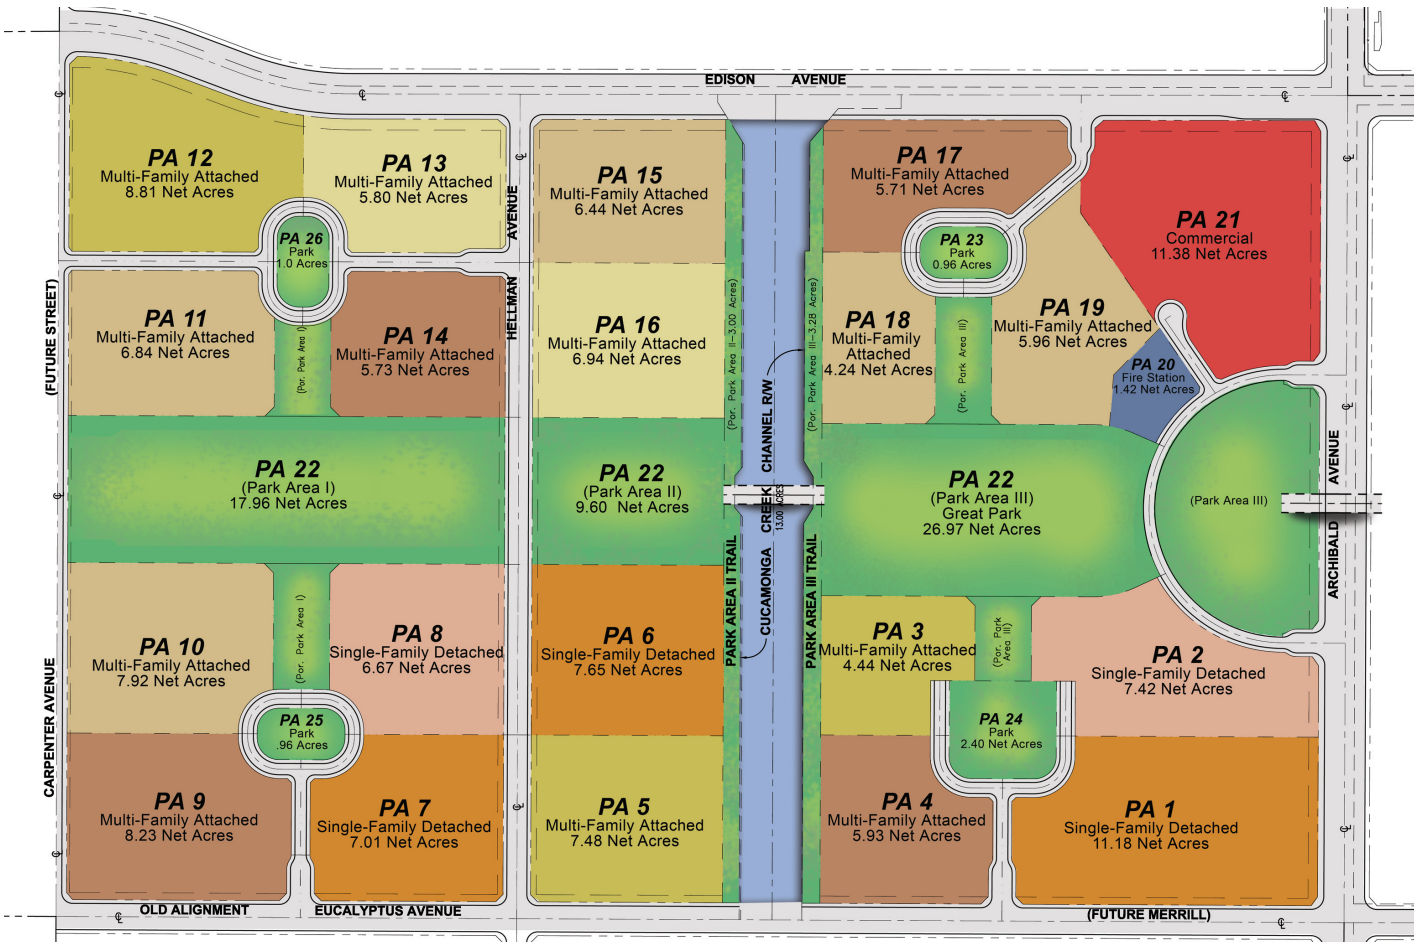 EDISON AVENUE
PA 12
Multi-Family Attached
8.81 Net Acres
PA 13
Multi-Family Attached
5.80 Net Acres
PA 26
Park
1.0 Acres
PA 15
Multi-Family Attached
6.44 Net Acres
PA 17
Multi-Family Attached
5.71 Net Acres
PA 23
Park
0.96 Acres
PA 21
Commercial
11.38 Net Acres
HELLMAN AVENUE
(FUTURE STREET)
PA 11
Multi-Family Attached
6.84 Net Acres
(Por. Park Area I)
PA 14
Multi-Family Attached
5.73 Net Acres
PA 16
Multi-Family Attached
6.94 Net Acres
(Por. Park Area II-3.00 Acres)
(Por. Park Area III-3.28 Acres)
PA 18
Multi-Family
Attached
4.24 Net Acres
(Por. Park Area III)
PA 19
Multi-Family Attached
5.96 Net Acres
PA 20
Fire Station
1.42 Net Acres
PA 22
(Park Area I)
17.96 Net Acres
PA 22
(Park Area II)
9.60 Net Acres
CUCAMONGA CREEK CHANNEL R/W
13.00 ACRES
PA 22
(Park Area III)
Great Park
26.97 Net Acres
(Park Area III)
ARCHIBALD AVENUE
PARK AREA II TRAIL
PARK AREA III TRAIL
CARPENTER AVENUE
PA 10
Multi-Family Attached
7.92 Net Acres
(Por. Park Area I)
PA 8
Single-Family Detached
6.67 Net Acres
PA 6
Single-Family Detached
7.65 Net Acres
PA 3
Multi-Family Attached
4.44 Net Acres
(Por. Park
Area III)
PA 2
Single-Family Detached
7.42 Net Acres
PA 25
Park
.96 Acres
PA 24
Park
2.40 Net Acres
PA 9
Multi-Family Attached
8.23 Net Acres
PA 7
Single-Family Detached
7.01 Net Acres
PA 5
Multi-Family Attached
7.48 Net Acres
PA 4
Multi-Family Attached
5.93 Net Acres
PA 1
Single-Family Detached
11.18 Net Acres
OLD ALIGNMENT EUCALYPTUS AVENUE
(FUTURE MERRILL)